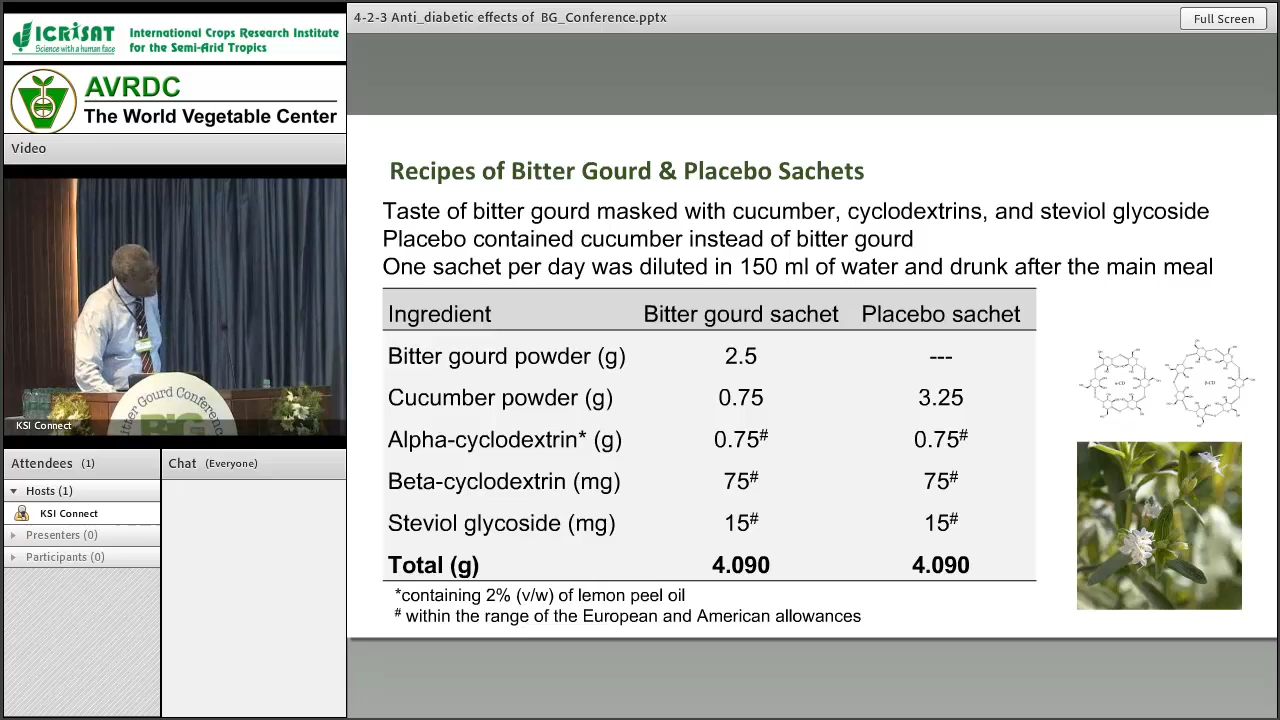 4-2-3 Anti_diabetic effects of BG_Conference.pptx
Full Screen
ICRISAT
Science with a human face
International Crops Research Institute
for the Semi-Arid Tropics
AVRDC
The World Vegetable Center
Video
Bitter Gourd Conference
BG
KSI Connect
Attendees (1)
Hosts (1)
KSI Connect
Presenters (0)
Participants (0)
Chat (Everyone)
Recipes of Bitter Gourd & Placebo Sachets
Taste of bitter gourd masked with cucumber, cyclodextrins, and steviol glycoside
Placebo contained cucumber instead of bitter gourd
One sachet per day was diluted in 150 ml of water and drunk after the main meal
Ingredient Bitter gourd sachet Placebo sachet
Bitter gourd powder (g) 2.5 ---
Cucumber powder (g) 0.75 3.25
Alpha-cyclodextrin* (g) 0.75# 0.75#
Beta-cyclodextrin (mg) 75# 75#
Steviol glycoside (mg) 15# 15#
Total (g) 4.090 4.090
*containing 2% (v/w) of lemon peel oil
# within the range of the European and American allowances
α-CD
β-CD